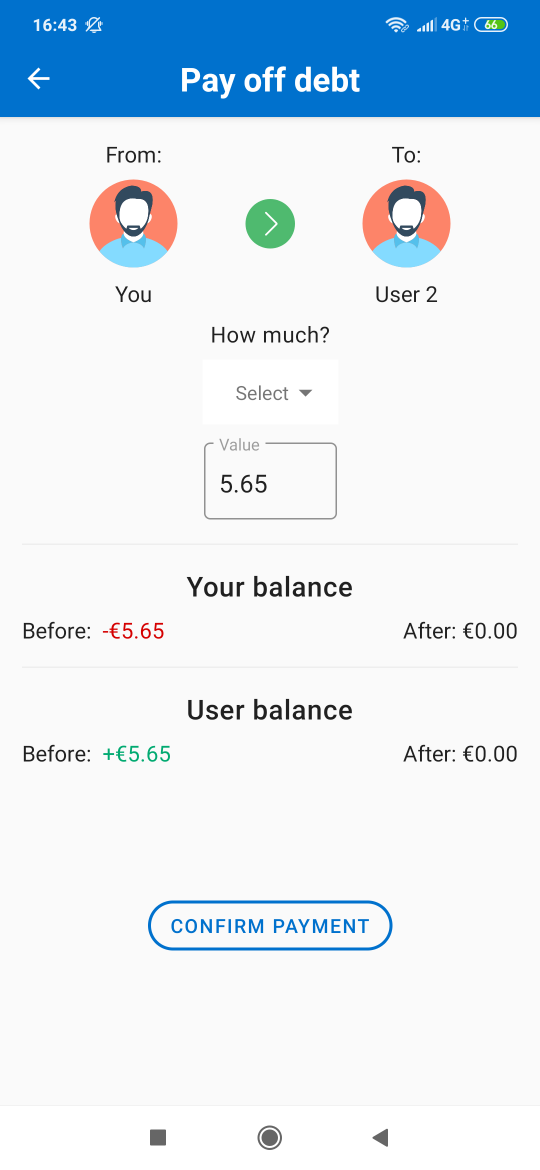 16:43 4G+ 66
Pay off debt
From: To:
You User 2
How much?
Select
Value
5.65
Your balance
Before: -€5.65 After: €0.00
User balance
Before: +€5.65 After: €0.00
CONFIRM PAYMENT